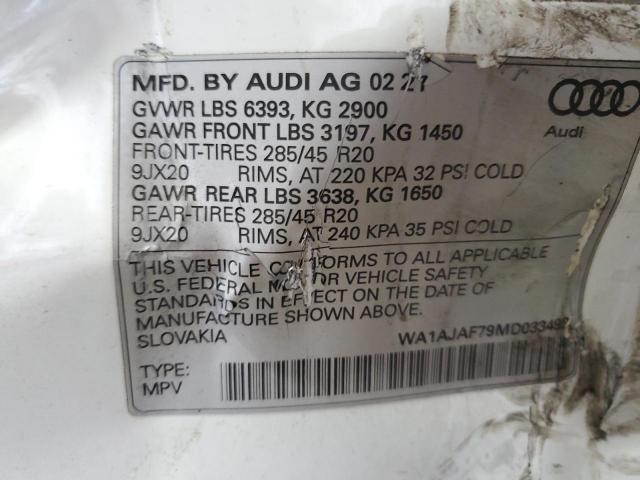 MFD. BY AUDI AG 02 21
GVWR LBS 6393, KG 2900
GAWR FRONT LBS 3197, KG 1450
FRONT-TIRES 285/45 R20
9JX20 RIMS, AT 220 KPA 32 PSI COLD
GAWR REAR LBS 3638, KG 1650
REAR-TIRES 285/45 R20
9JX20 RIMS, AT 240 KPA 35 PSI COLD
Audi
THIS VEHICLE CONFORMS TO ALL APPLICABLE
U.S. FEDERAL MOTOR VEHICLE SAFETY
STANDARDS IN EFFECT ON THE DATE OF
MANUFACTURE SHOWN ABOVE.
SLOVAKIA
TYPE:
MPV